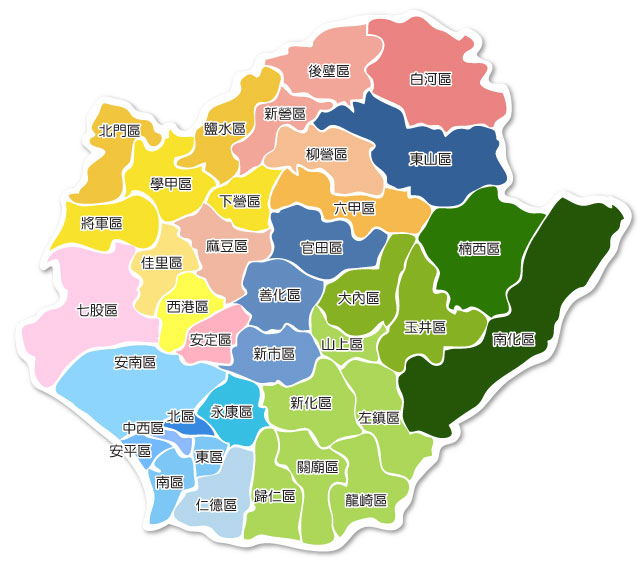 後壁區
白河區
新營區
鹽水區
北門區
柳營區
東山區
學甲區
下營區
六甲區
將軍區
麻豆區
官田區
楠西區
佳里區
善化區
大內區
七股區
西港區
玉井區
安定區
山上區
南化區
新市區
安南區
新化區
永康區
北區
左鎮區
中西區
安平區
東區
關廟區
南區
歸仁區
龍崎區
仁德區